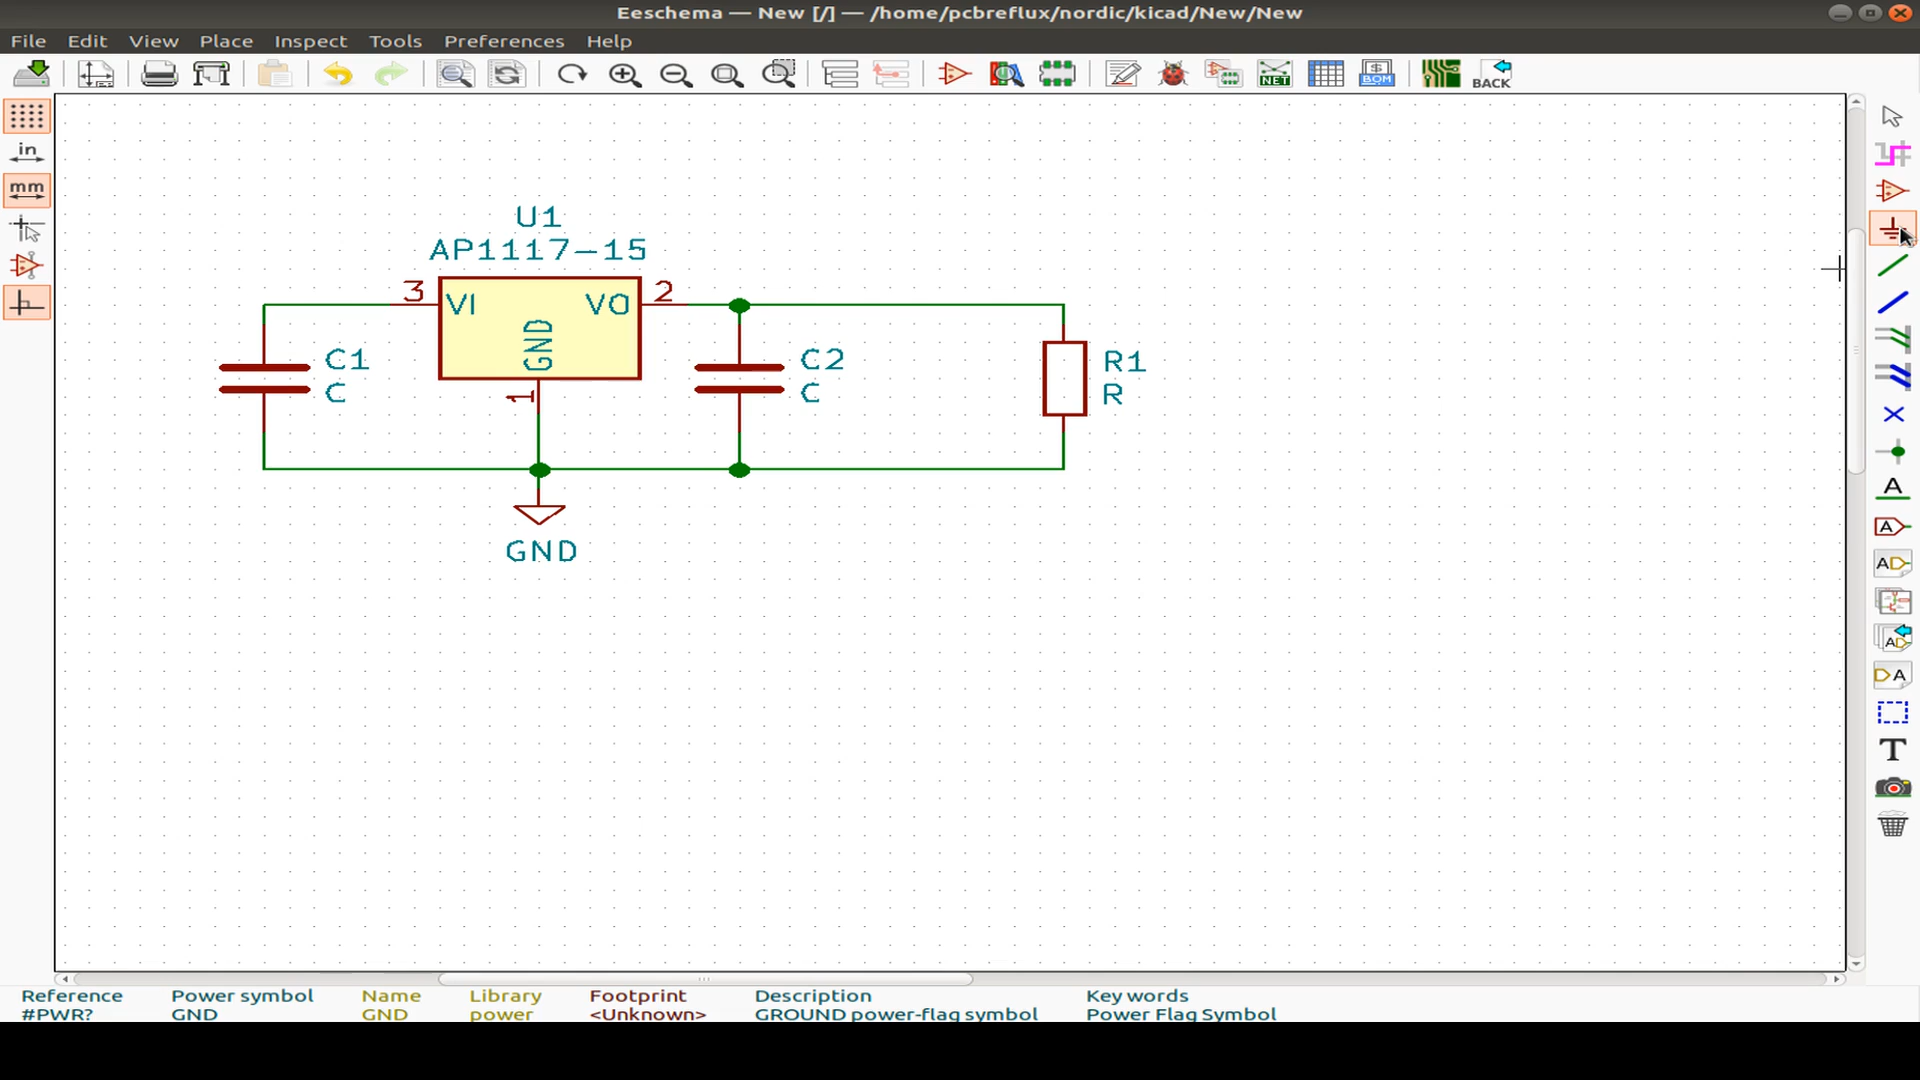 Eeschema — New [/] — /home/pcbreflux/nordic/kicad/New/New
File Edit View Place Inspect Tools Preferences Help
NET BOM BACK
in
mm
U1
AP1117-15
3 VI VO 2
GND
1
C1
C
C2
C
R1
R
GND
A
A
A
A
A
T
Reference Power symbol Name Library Footprint Description Key words
#PWR? GND GND power <Unknown> GROUND power-flag symbol Power Flag Symbol